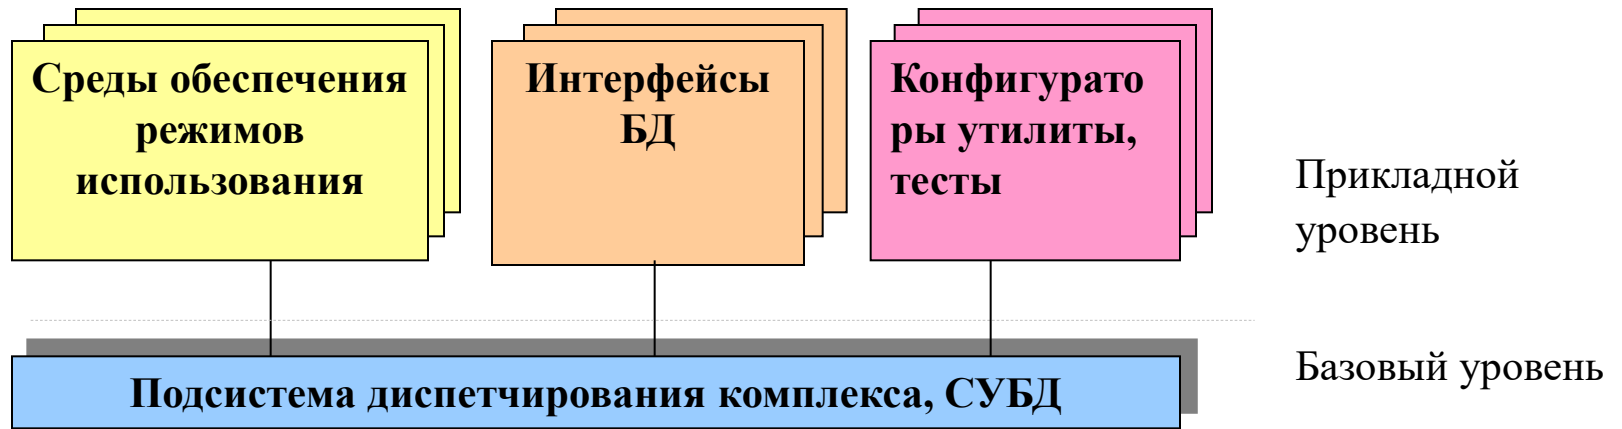 Среды обеспечения
режимов
использования
Интерфейсы
БД
Конфигурато
ры утилиты,
тесты
Прикладной
уровень
Базовый уровень
Подсистема диспетчирования комплекса, СУБД